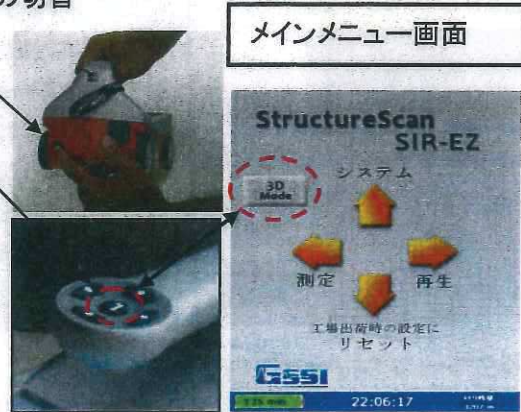 の切替
メインメニュー画面
StructureScan
SIR-EZ
3D
Mode
システム
測定
再生
工場出荷時の設定に
リセット
GSSI
22:06:17